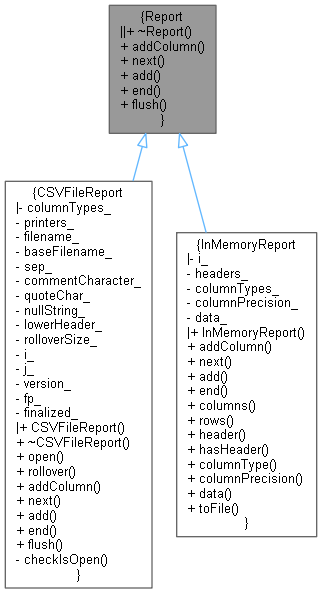 {Report
||+ ~Report()
+ addColumn()
+ next()
+ add()
+ end()
+ flush()
}
{CSVFileReport
|- columnTypes_
- printers_
- filename_
- baseFilename_
- sep_
- commentCharacter_
- quoteChar_
- nullString_
- lowerHeader_
- rolloverSize_
- i_
- j_
- version_
- fp_
- finalized_
|+ CSVFileReport()
+ ~CSVFileReport()
+ open()
+ rollover()
+ addColumn()
+ next()
+ add()
+ end()
+ flush()
- checkIsOpen()
}
{InMemoryReport
|- i_
- headers_
- columnTypes_
- columnPrecision_
- data_
|+ InMemoryReport()
+ addColumn()
+ next()
+ add()
+ end()
+ columns()
+ rows()
+ header()
+ hasHeader()
+ columnType()
+ columnPrecision()
+ data()
+ toFile()
}